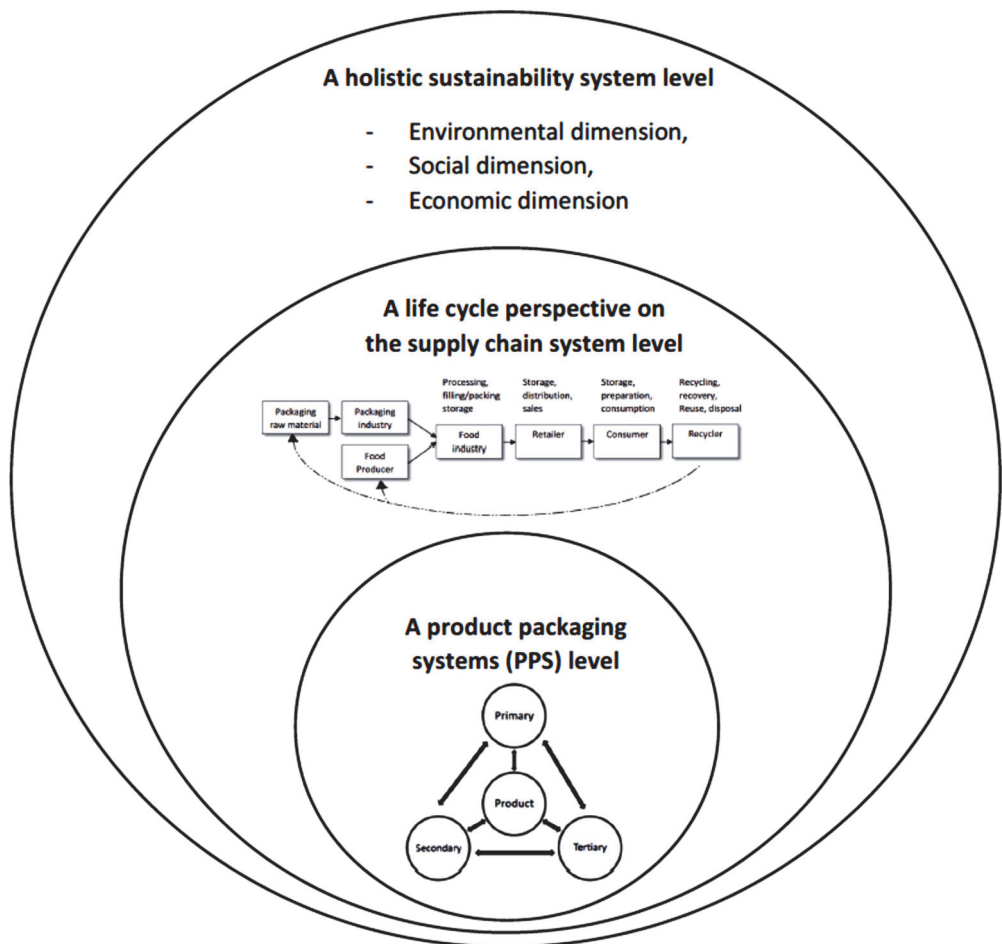 A holistic sustainability system level
- Environmental dimension,
- Social dimension,
- Economic dimension
A life cycle perspective on
the supply chain system level
Processing,
filling/packing
storage
Storage,
distribution,
sales
Storage,
preparation,
consumption
Recycling,
recovery,
Reuse, disposal
Packaging
raw material
Packaging
industry
Food
Producer
Food
industry
Retailer
Consumer
Recycler
A product packaging
systems (PPS) level
Primary
Product
Secondary
Tertiary